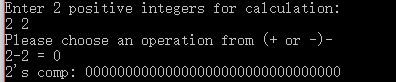 Enter 2 positive integers for calculation:
2 2
Please choose an operation from (+ or -)-
2-2 = 0
2's comp: 00000000000000000000000000000000